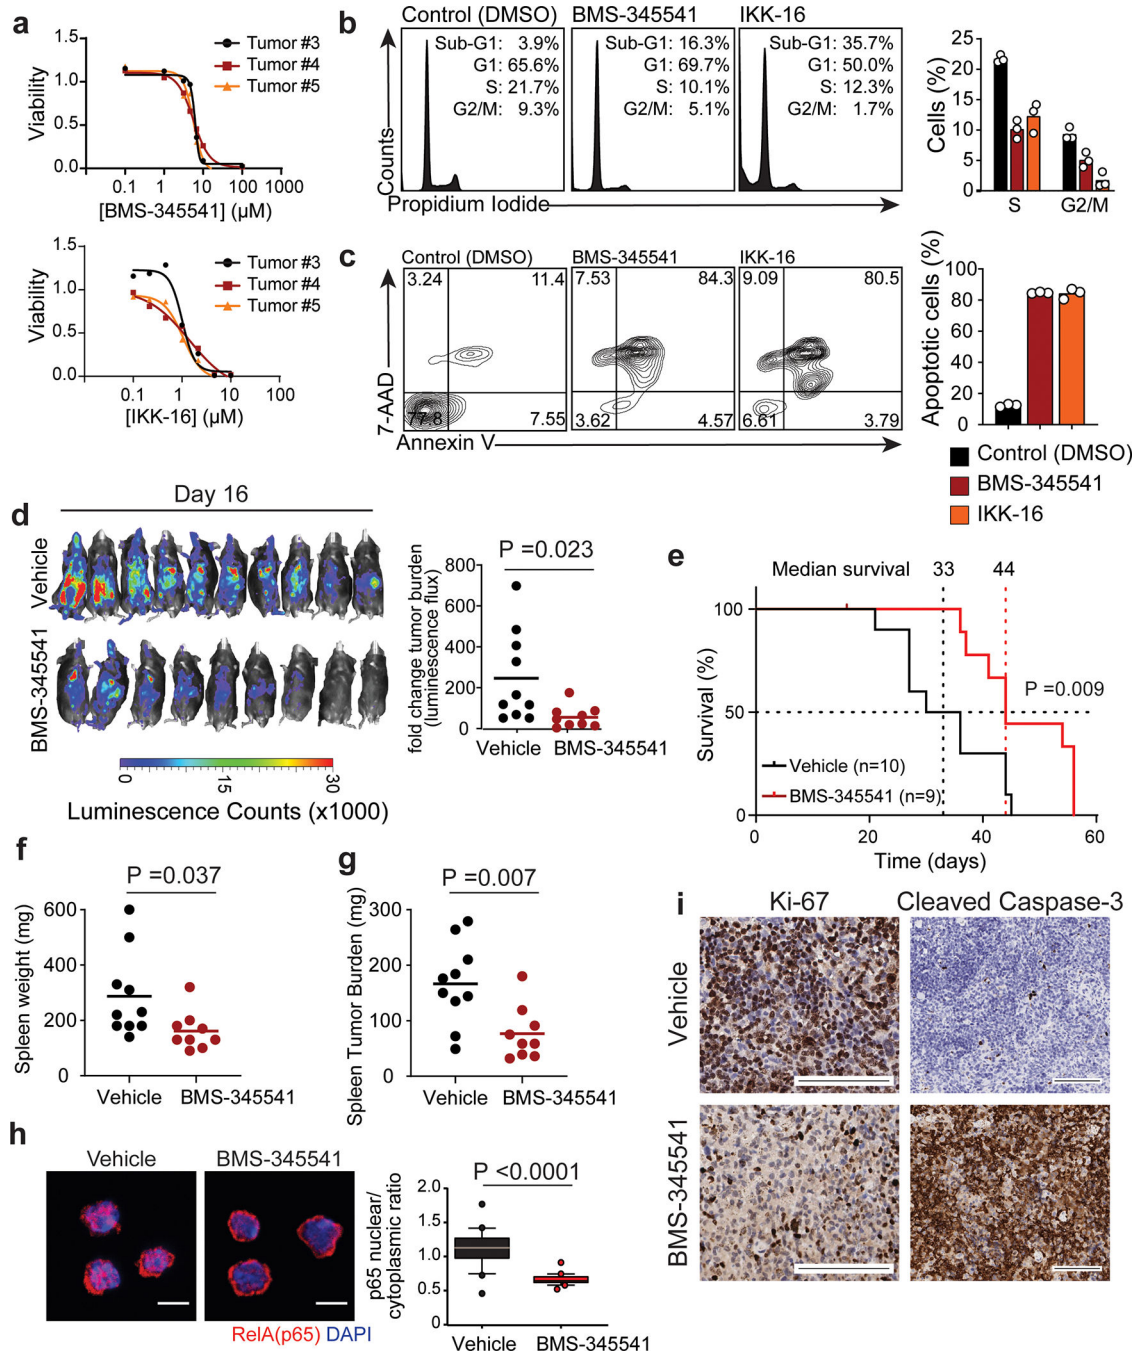 a
1.5
1.0
0.5
0.0
Viability
Tumor #3
Tumor #4
Tumor #5
0.1 1 10 100 1000
[BMS-345541] (µM)
1.5
1.0
0.5
0.0
Viability
Tumor #3
Tumor #4
Tumor #5
0.1 1 10 100
[IKK-16] (µM)
b
Control (DMSO) BMS-345541 IKK-16
Sub-G1: 3.9%
G1: 65.6%
S: 21.7%
G2/M: 9.3%
Sub-G1: 16.3%
G1: 69.7%
S: 10.1%
G2/M: 5.1%
Sub-G1: 35.7%
G1: 50.0%
S: 12.3%
G2/M: 1.7%
Counts
Propidium Iodide
Cells (%)
25
20
15
10
5
0
S G2/M
c
Control (DMSO) BMS-345541 IKK-16
3.24 11.4
77.8 7.55
7.53 84.3
3.62 4.57
9.09 80.5
6.61 3.79
7-AAD
Annexin V
Apoptotic cells (%)
100
80
60
40
20
0
Control (DMSO)
BMS-345541
IKK-16
d
Day 16
Vehicle
BMS-345541
0 15 30
Luminescence Counts (x1000)
P =0.023
fold change tumor burden
(luminescence flux)
800
600
400
200
0
Vehicle BMS-345541
e
Median survival 33 44
Survival (%)
100
50
0
P =0.009
Vehicle (n=10)
BMS-345541 (n=9)
0 20 40 60
Time (days)
f
P =0.037
Spleen weight (mg)
600
400
200
0
Vehicle BMS-345541
g
P =0.007
Spleen Tumor Burden (mg)
300
200
100
0
Vehicle BMS-345541
h
Vehicle BMS-345541
RelA(p65) DAPI
P <0.0001
p65 nuclear/
cytoplasmic ratio
2.0
1.5
1.0
0.5
0
Vehicle BMS-345541
i
Ki-67 Cleaved Caspase-3
Vehicle
BMS-345541